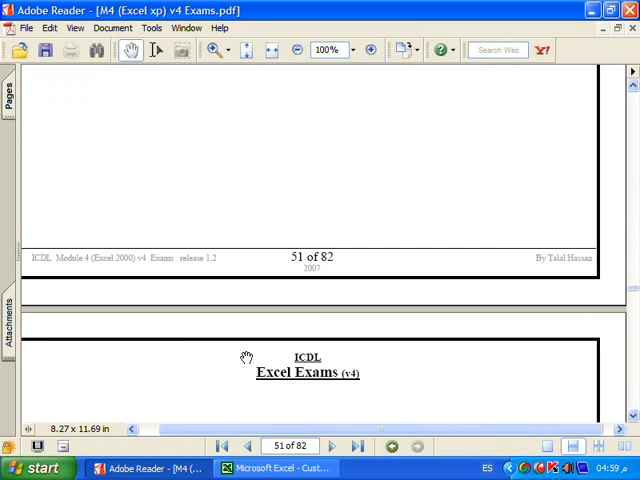 Adobe Reader - [M4 (Excel xp) v4 Exams.pdf]
File Edit View Document Tools Window Help
100% Search Web Y!
Pages
Attachments
ICDL Module 4 (Excel 2000) v4 Exams release 1.2 51 of 82 By Talal Hassan
2007
ICDL
Excel Exams (v4)
8.27 x 11.69 in
51 of 82
start Adobe Reader - [M4 (... Microsoft Excel - Cust... ES 04:59 م